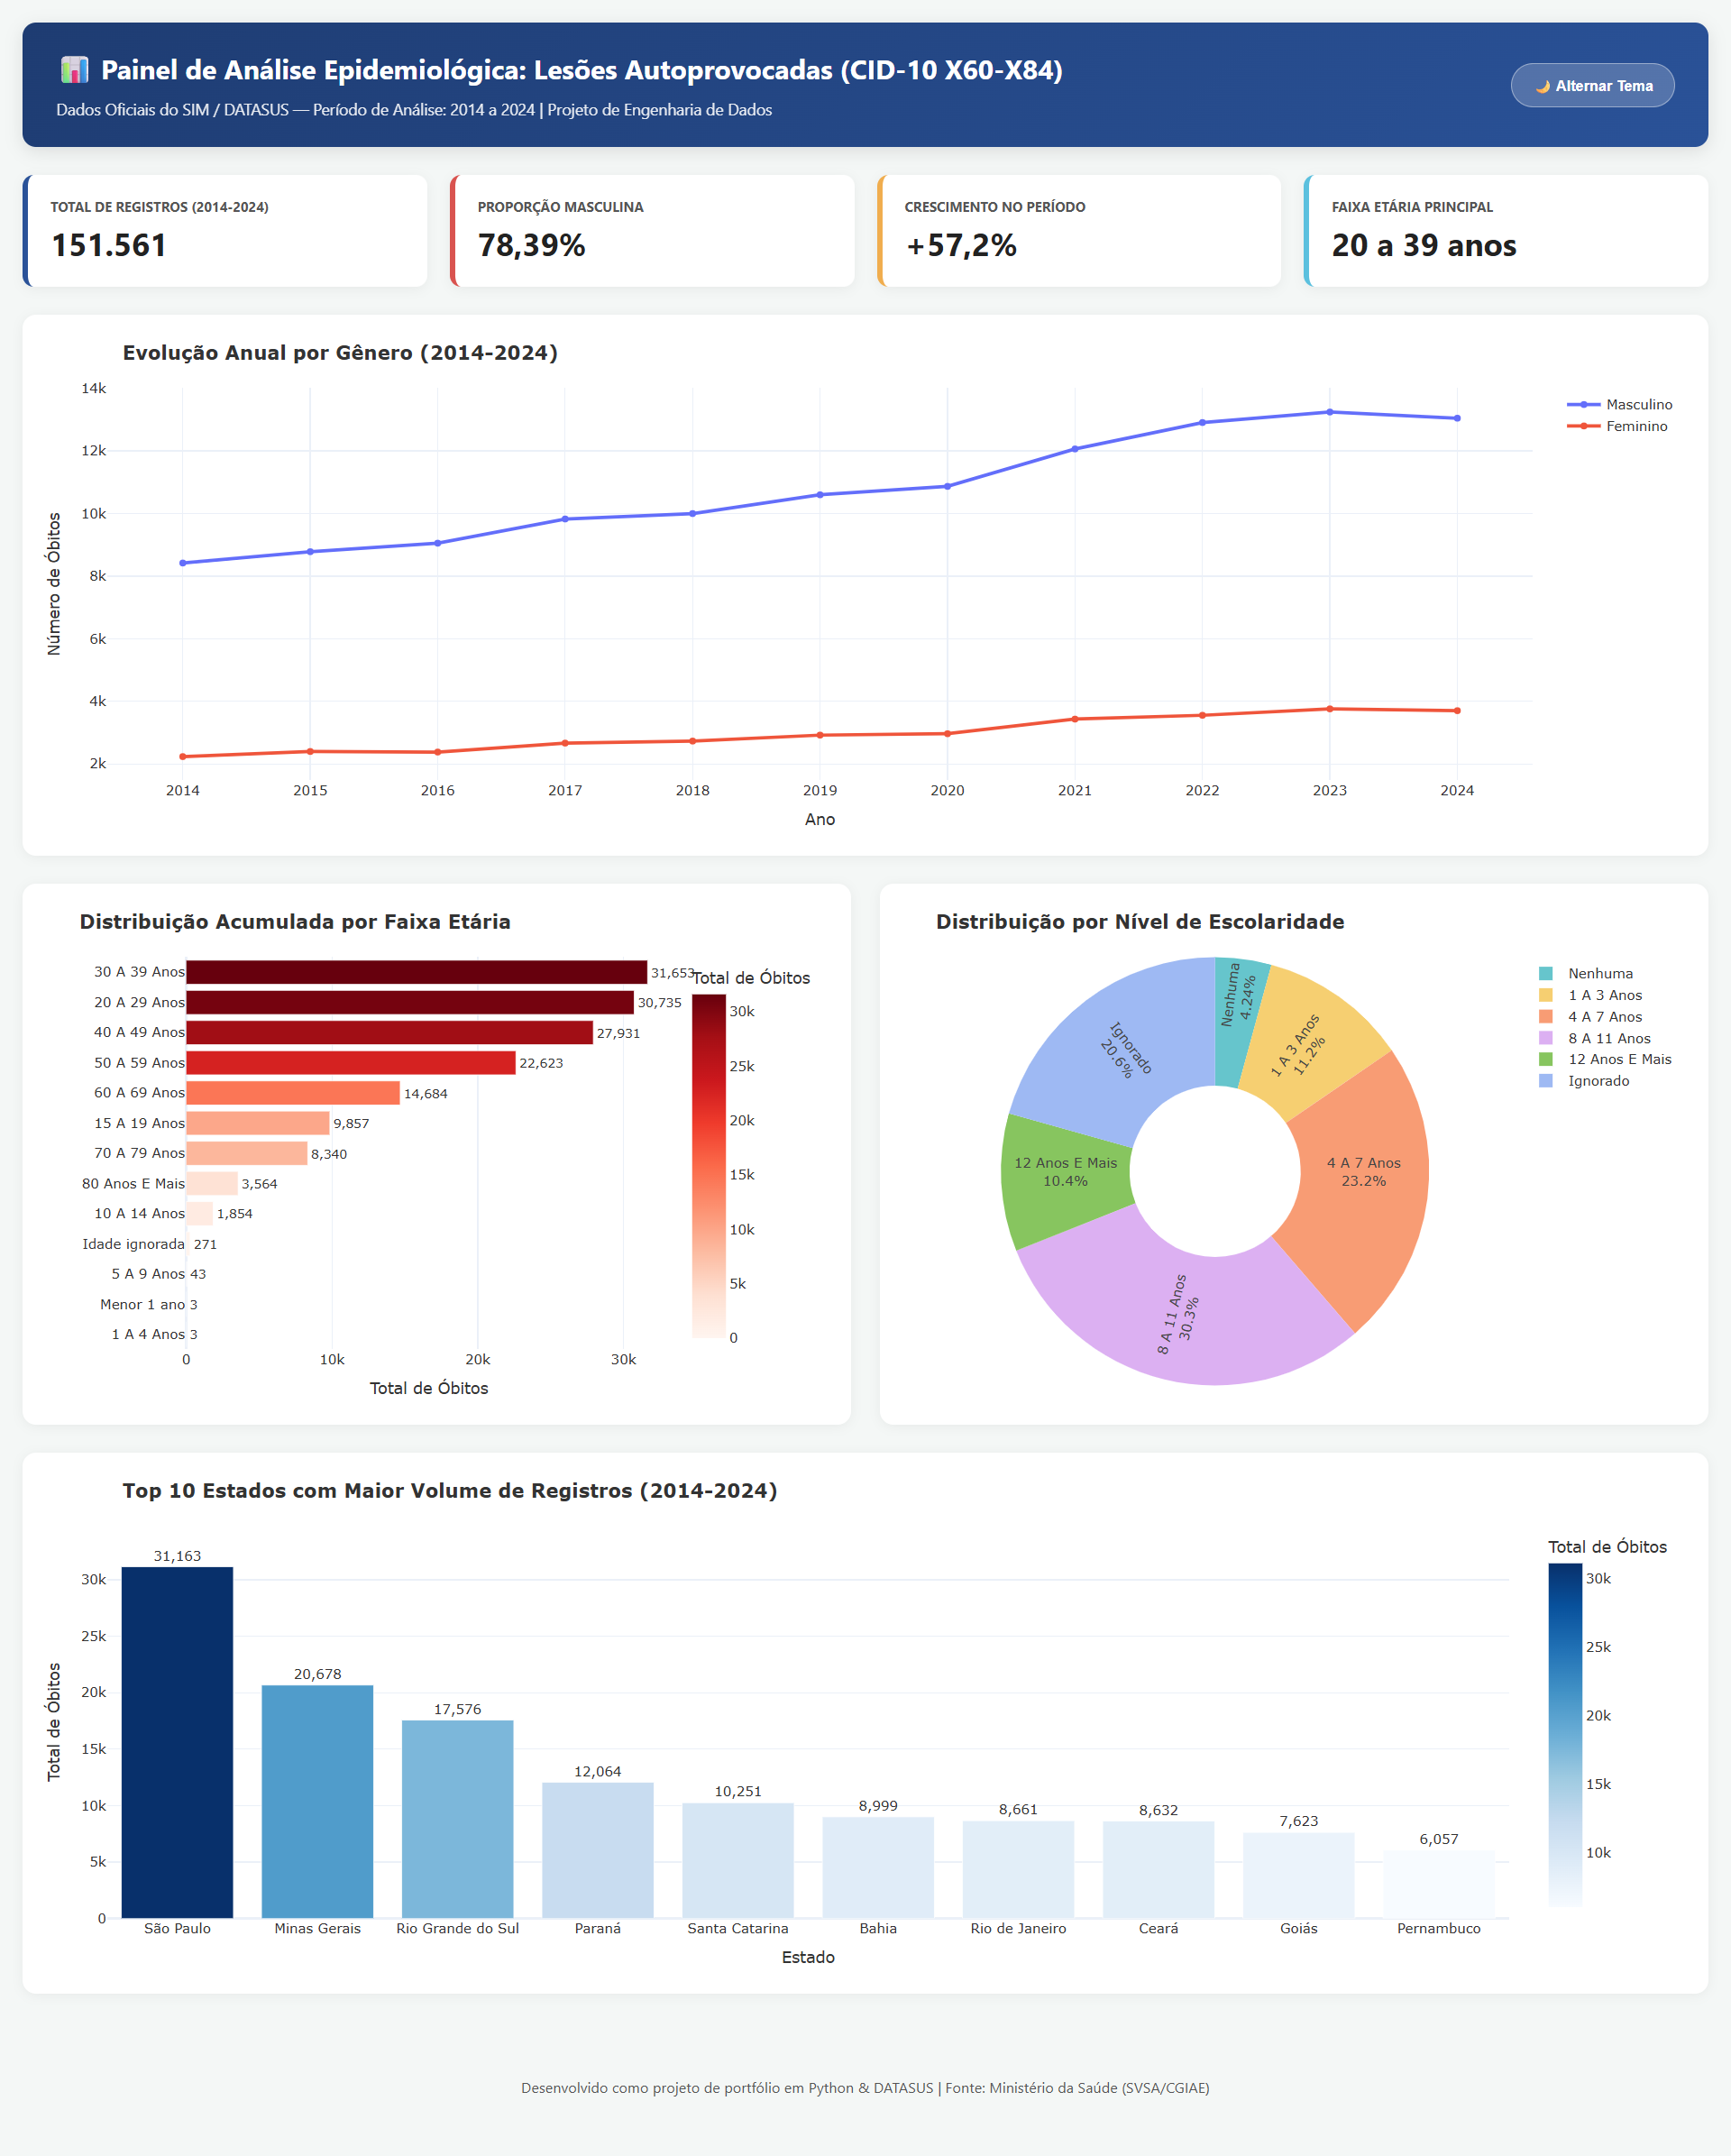 📊 Painel de Análise Epidemiológica: Lesões Autoprovocadas (CID-10 X60-X84)
Dados Oficiais do SIM / DATASUS — Período de Análise: 2014 a 2024 | Projeto de Engenharia de Dados
🌙 Alternar Tema
TOTAL DE REGISTROS (2014-2024)
151.561
PROPORÇÃO MASCULINA
78,39%
CRESCIMENTO NO PERÍODO
+57,2%
FAIXA ETÁRIA PRINCIPAL
20 a 39 anos
Evolução Anual por Gênero (2014-2024)
Número de Óbitos
14k
12k
10k
8k
6k
4k
2k
2014
2015
2016
2017
2018
2019
2020
2021
2022
2023
2024
Ano
Masculino
Feminino
Distribuição Acumulada por Faixa Etária
30 A 39 Anos 31,653
20 A 29 Anos 30,735
40 A 49 Anos 27,931
50 A 59 Anos 22,623
60 A 69 Anos 14,684
15 A 19 Anos 9,857
70 A 79 Anos 8,340
80 Anos E Mais 3,564
10 A 14 Anos 1,854
Idade ignorada 271
5 A 9 Anos 43
Menor 1 ano 3
1 A 4 Anos 3
0
10k
20k
30k
Total de Óbitos
Total de Óbitos
30k
25k
20k
15k
10k
5k
0
Distribuição por Nível de Escolaridade
Nenhuma
4.24%
1 A 3 Anos
11.2%
4 A 7 Anos
23.2%
8 A 11 Anos
30.3%
12 Anos E Mais
10.4%
Ignorado
20.6%
Nenhuma
1 A 3 Anos
4 A 7 Anos
8 A 11 Anos
12 Anos E Mais
Ignorado
Top 10 Estados com Maior Volume de Registros (2014-2024)
Total de Óbitos
30k
25k
20k
15k
10k
5k
0
31,163
20,678
17,576
12,064
10,251
8,999
8,661
8,632
7,623
6,057
São Paulo
Minas Gerais
Rio Grande do Sul
Paraná
Santa Catarina
Bahia
Rio de Janeiro
Ceará
Goiás
Pernambuco
Estado
Total de Óbitos
30k
25k
20k
15k
10k
Desenvolvido como projeto de portfólio em Python & DATASUS | Fonte: Ministério da Saúde (SVSA/CGIAE)